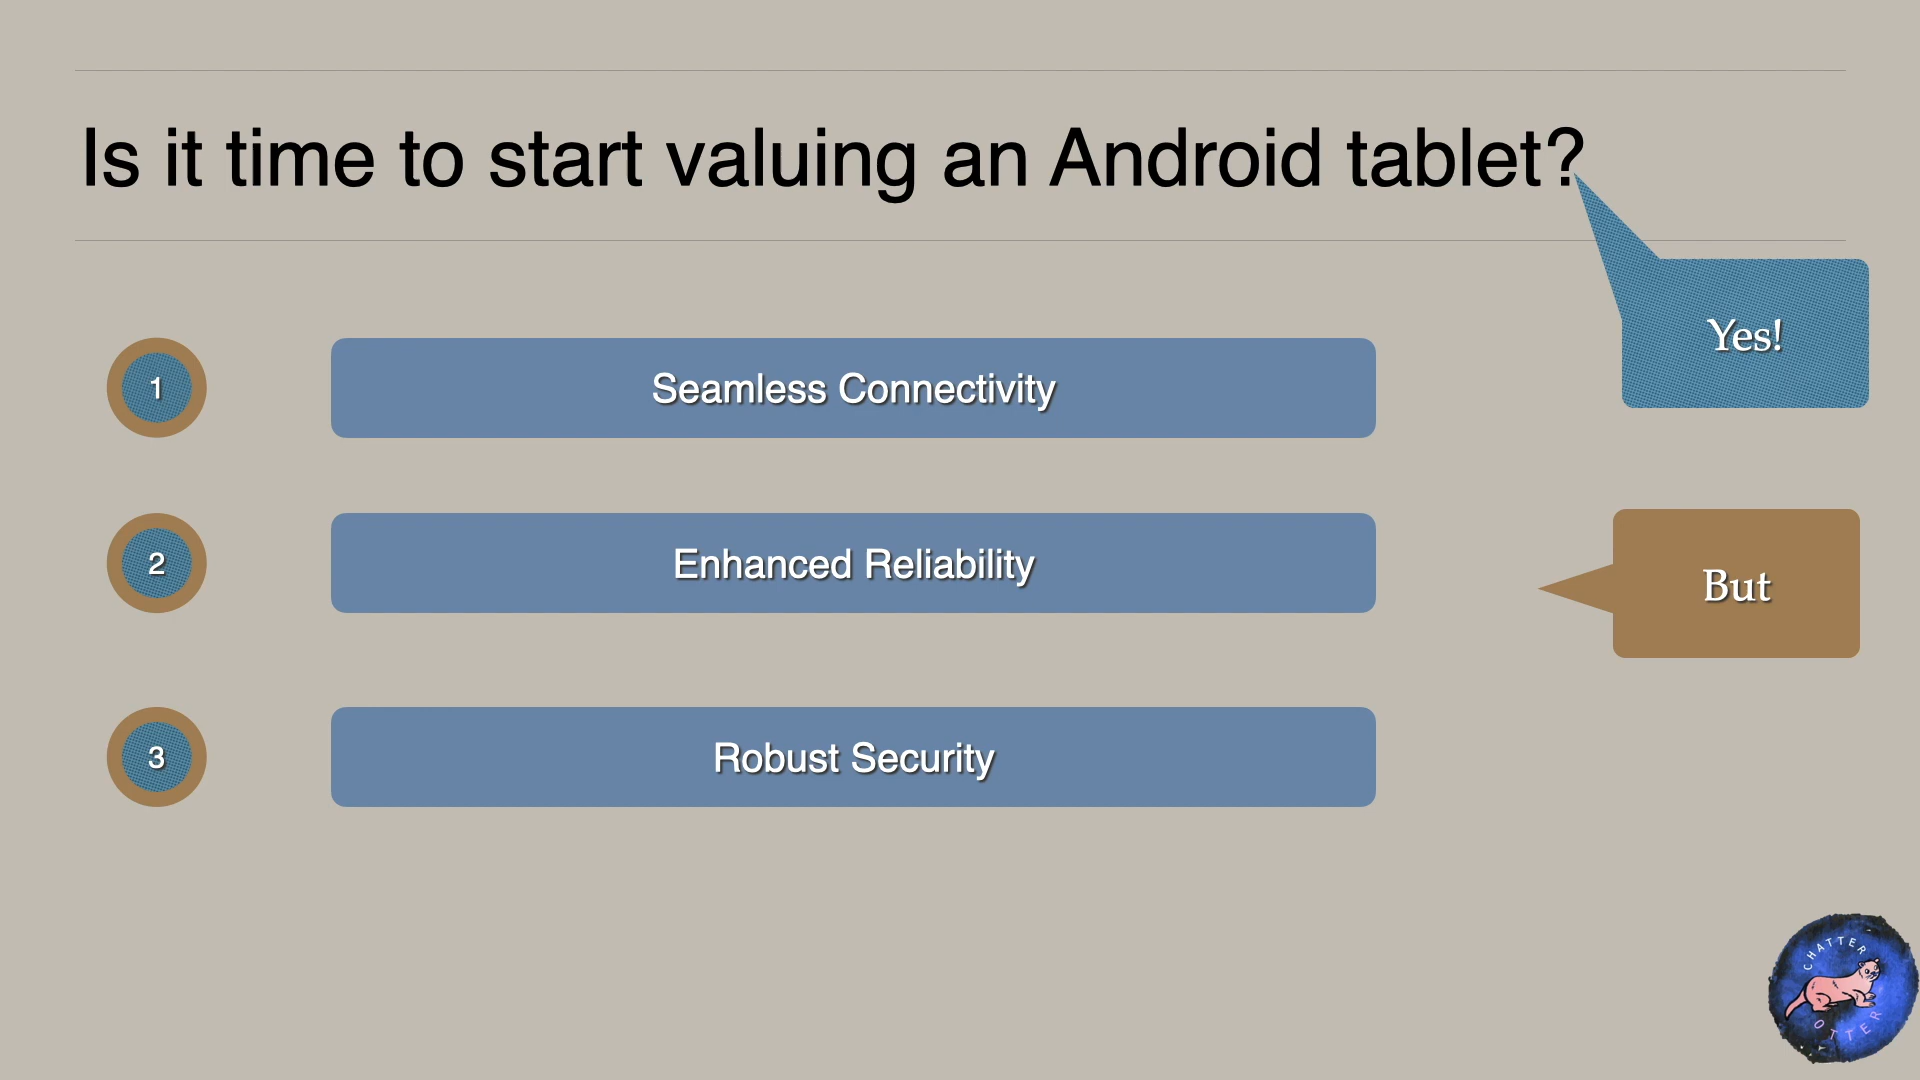 Is it time to start valuing an Android tablet?
Yes!
1
Seamless Connectivity
2
Enhanced Reliability
But
3
Robust Security
CHATTER
OTTER